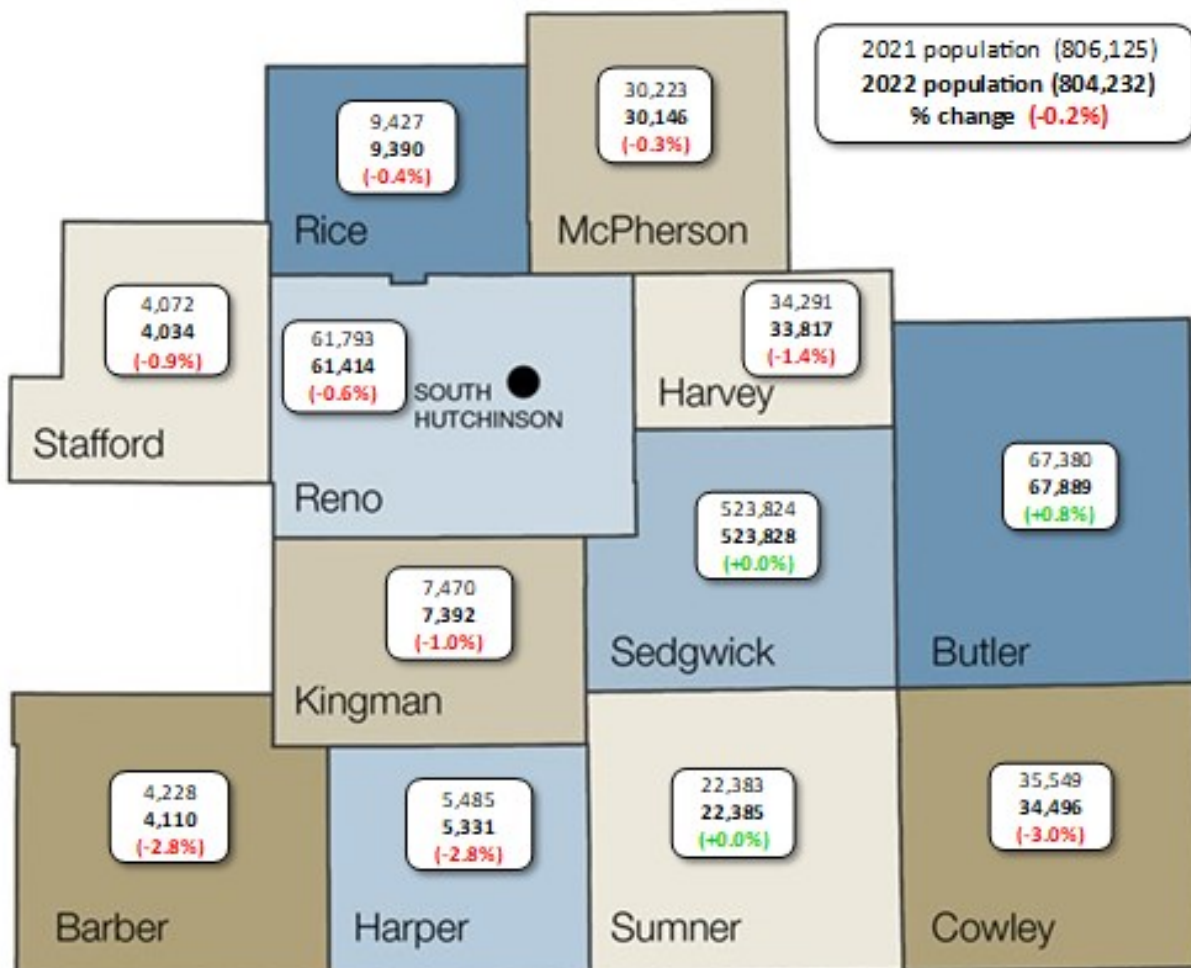 2021 population (806,125)
2022 population (804,232)
% change (-0.2%)
30,223
30,146
(-0.3%)
McPherson
9,427
9,390
(-0.4%)
Rice
4,072
4,034
(-0.9%)
Stafford
61,793
61,414
(-0.6%)
SOUTH
HUTCHINSON
Reno
34,291
33,817
(-1.4%)
Harvey
67,380
67,889
(+0.8%)
Butler
523,824
523,828
(+0.0%)
Sedgwick
7,470
7,392
(-1.0%)
Kingman
4,228
4,110
(-2.8%)
Barber
5,485
5,331
(-2.8%)
Harper
22,383
22,385
(+0.0%)
Sumner
35,549
34,496
(-3.0%)
Cowley